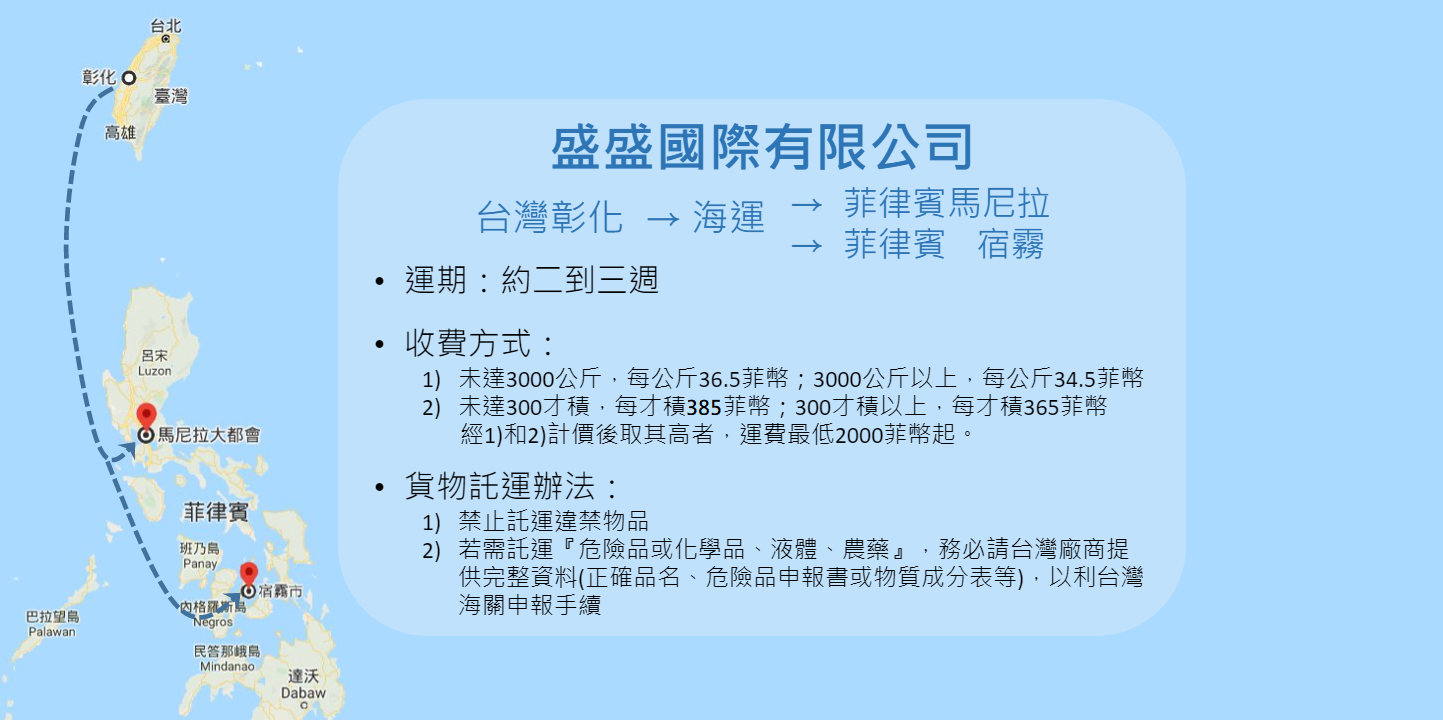 台北
彰化
臺灣
高雄
盛盛國際有限公司
台灣彰化 → 海運 → 菲律賓馬尼拉
→ 菲律賓 宿霧
• 運期：約二到三週
• 收費方式：
1) 未達3000公斤，每公斤36.5菲幣；3000公斤以上，每公斤34.5菲幣
2) 未達300才積，每才積385菲幣；300才積以上，每才積365菲幣
經1)和2)計價後取其高者，運費最低2000菲幣起。
• 貨物託運辦法：
1) 禁止託運違禁物品
2) 若需託運『危險品或化學品、液體、農藥』，務必請台灣廠商提
供完整資料(正確品名、危險品申報書或物質成分表等)，以利台灣
海關申報手續
呂宋
Luzon
馬尼拉大都會
菲律賓
班乃島
Panay
宿霧市
內格羅斯島
Negros
巴拉望島
Palawan
民答那峨島
Mindanao
達沃
Dabaw